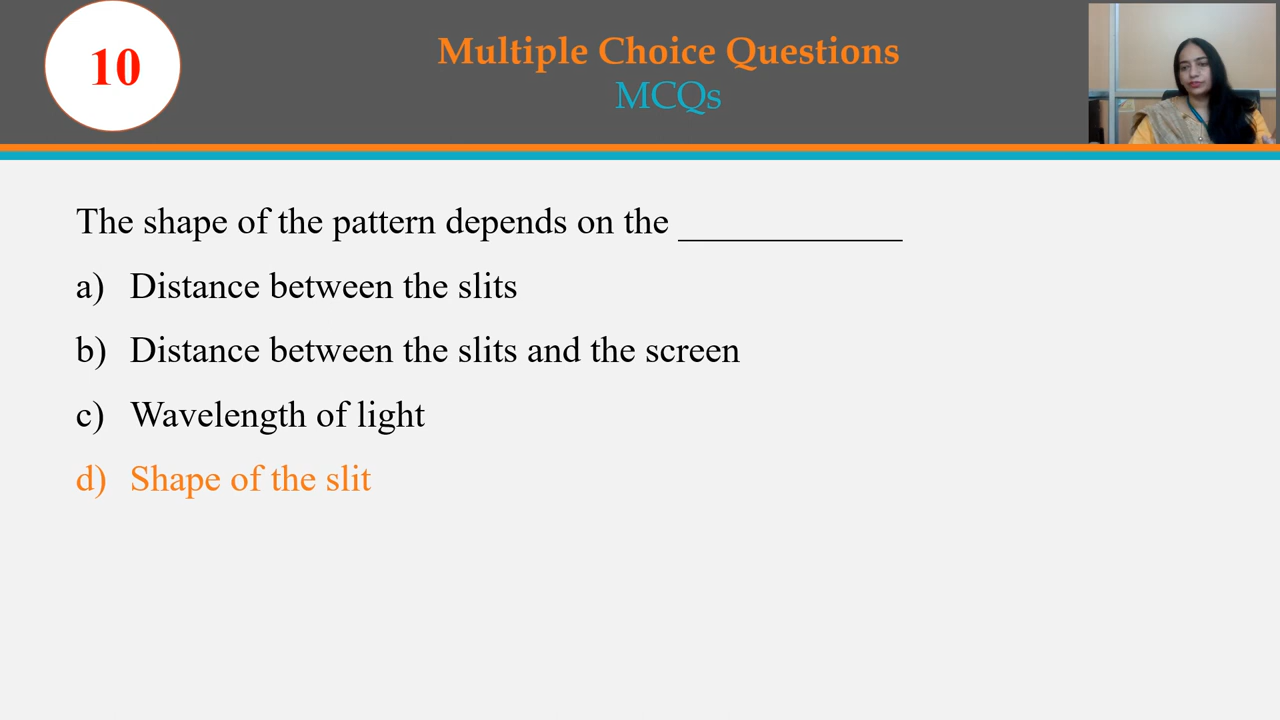 10
Multiple Choice Questions
MCQs
The shape of the pattern depends on the ____________
a) Distance between the slits
b) Distance between the slits and the screen
c) Wavelength of light
d) Shape of the slit